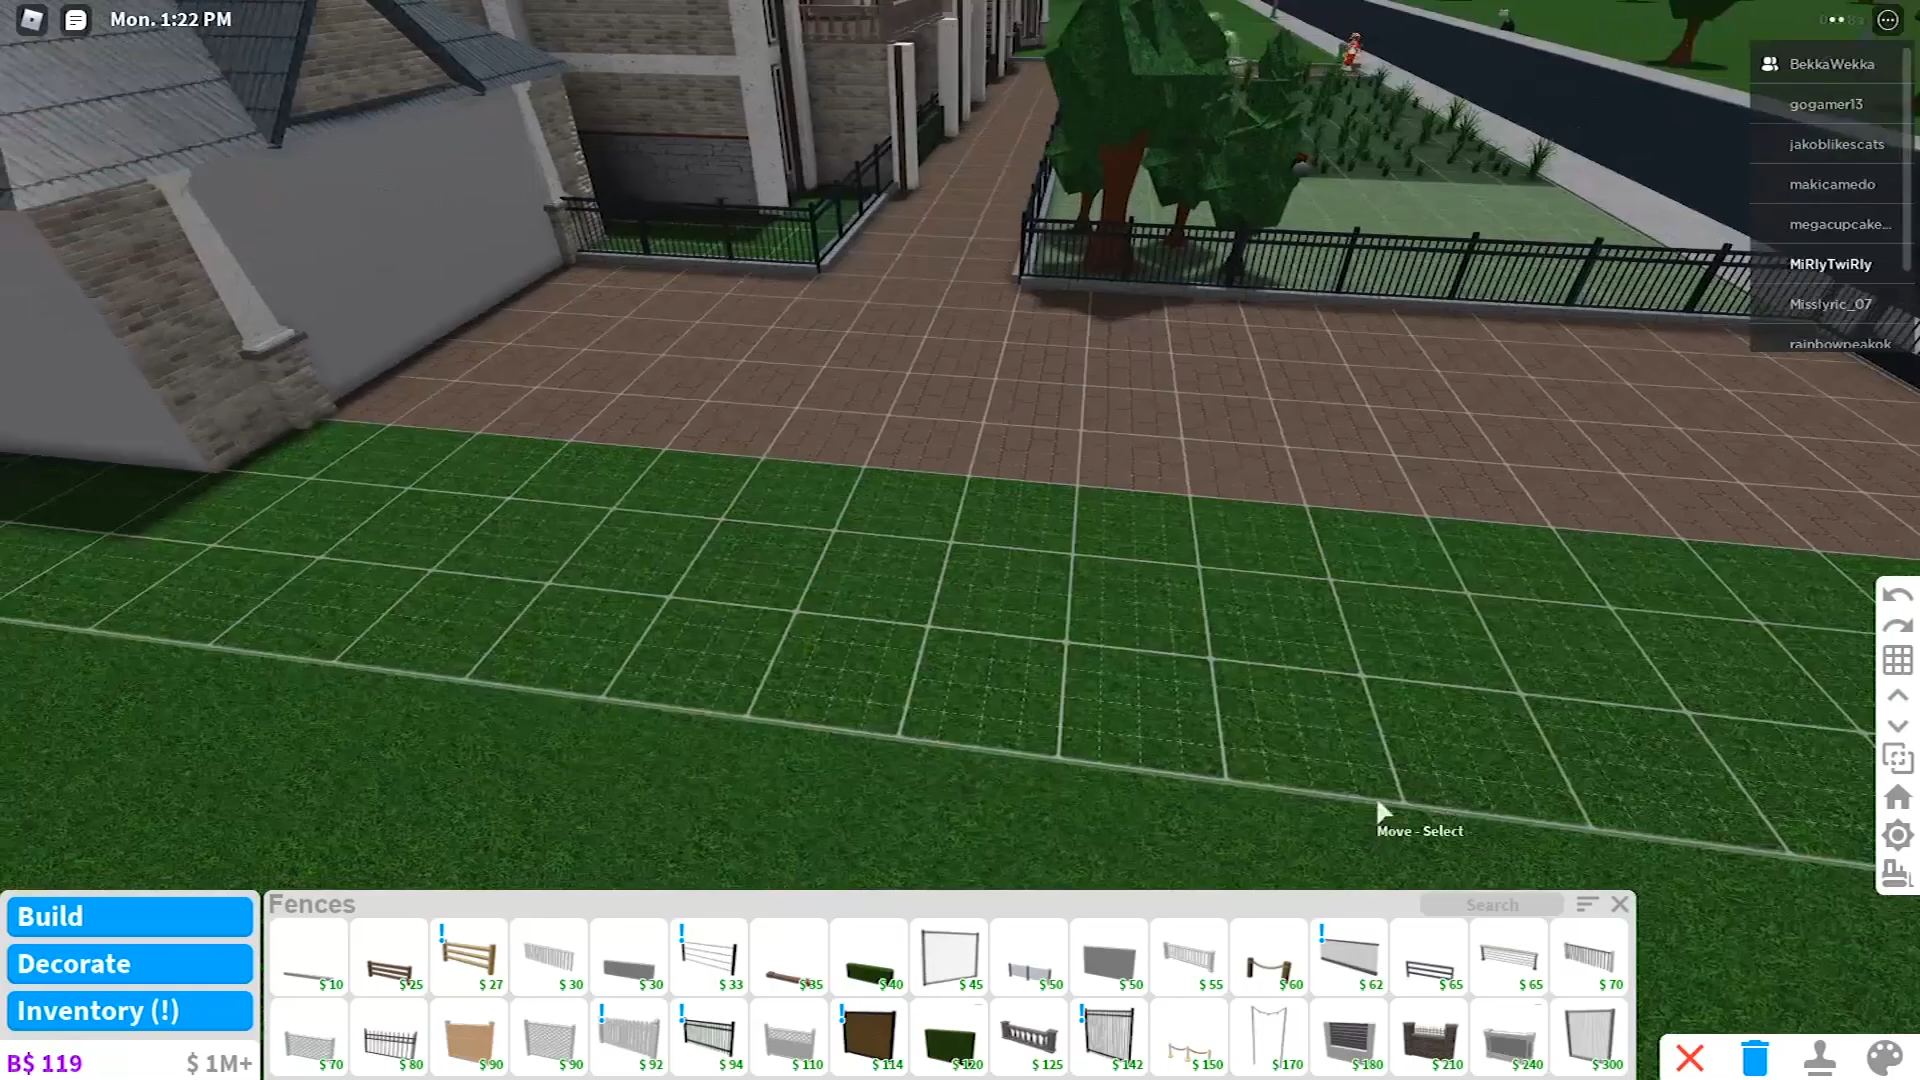 Mon. 1:22 PM
BekkaWekka
gogamer13
jakoblikescats
makicamedo
megacupcake...
MiRlyTwiRly
Misslyric_07
rainbowpeakok
Move - Select
Build
Decorate
Inventory (!)
B$ 119
$ 1M+
Fences
Search
$ 10
$ 25
$ 27
$ 30
$ 30
$ 33
$ 35
$ 40
$ 45
$ 50
$ 50
$ 55
$ 60
$ 62
$ 65
$ 65
$ 70
$ 70
$ 80
$ 90
$ 90
$ 92
$ 94
$ 110
$ 114
$ 120
$ 125
$ 142
$ 150
$ 170
$ 180
$ 210
$ 240
$ 300